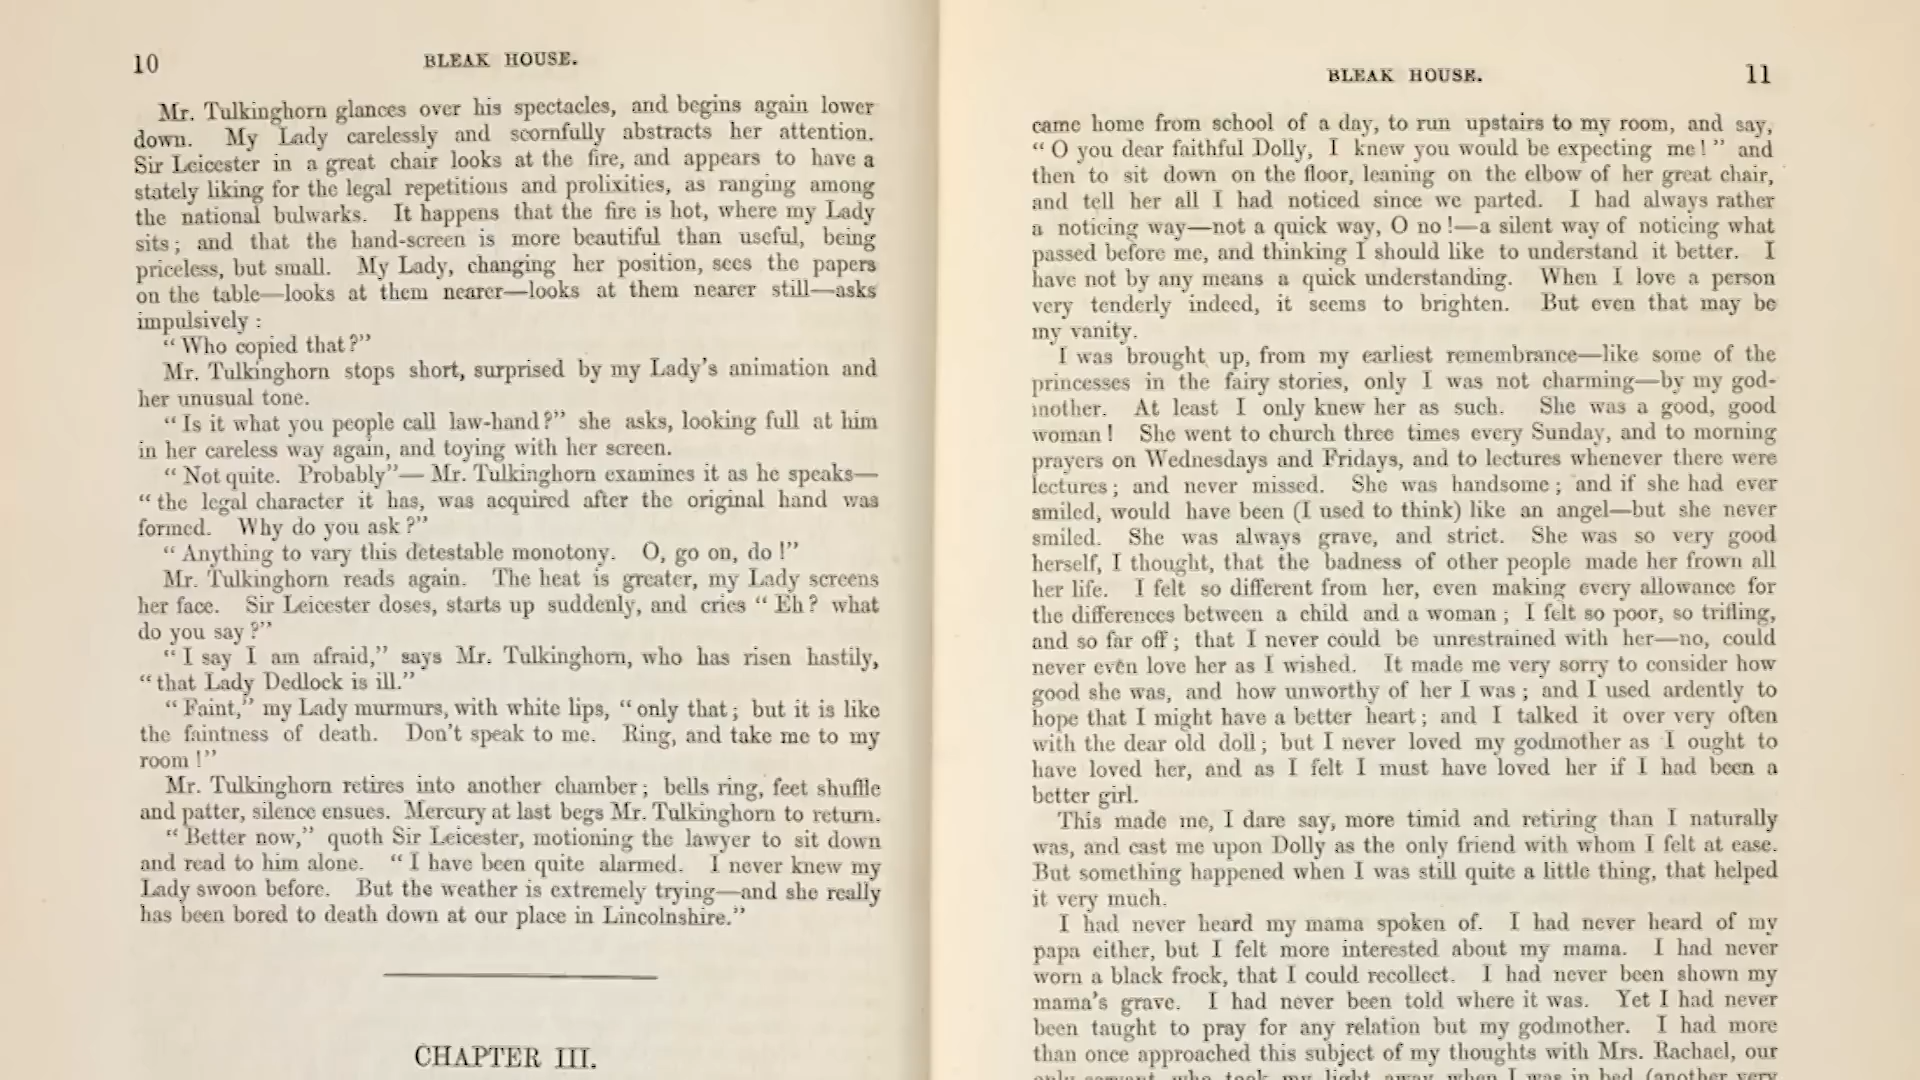 10
BLEAK HOUSE.
Mr. Tulkinghorn glances over his spectacles, and begins again lower
down. My Lady carelessly and scornfully abstracts her attention.
Sir Leicester in a great chair looks at the fire, and appears to have a
stately liking for the legal repetitions and prolixities, as ranging among
the national bulwarks. It happens that the fire is hot, where my Lady
sits; and that the hand-screen is more beautiful than useful, being
priceless, but small. My Lady, changing her position, sees the papers
on the table—looks at them nearer—looks at them nearer still—asks
impulsively:
“Who copied that?”
Mr. Tulkinghorn stops short, surprised by my Lady’s animation and
her unusual tone.
“Is it what you people call law-hand?” she asks, looking full at him
in her careless way again, and toying with her screen.
“Not quite. Probably”—Mr. Tulkinghorn examines it as he speaks—
“the legal character it has, was acquired after the original hand was
formed. Why do you ask?”
“Anything to vary this detestable monotony. O, go on, do!”
Mr. Tulkinghorn reads again. The heat is greater, my Lady screens
her face. Sir Leicester doses, starts up suddenly, and cries “Eh? what
do you say?”
“I say I am afraid,” says Mr. Tulkinghorn, who has risen hastily,
“that Lady Dedlock is ill.”
“Faint,” my Lady murmurs, with white lips, “only that; but it is like
the faintness of death. Don’t speak to me. Ring, and take me to my
room!”
Mr. Tulkinghorn retires into another chamber; bells ring, feet shuffle
and patter, silence ensues. Mercury at last begs Mr. Tulkinghorn to return.
“Better now,” quoth Sir Leicester, motioning the lawyer to sit down
and read to him alone. “I have been quite alarmed. I never knew my
Lady swoon before. But the weather is extremely trying—and she really
has been bored to death down at our place in Lincolnshire.”
CHAPTER III.
BLEAK HOUSE.
11
came home from school of a day, to run upstairs to my room, and say,
“O you dear faithful Dolly, I knew you would be expecting me!” and
then to sit down on the floor, leaning on the elbow of her great chair,
and tell her all I had noticed since we parted. I had always rather
a noticing way—not a quick way, O no!—a silent way of noticing what
passed before me, and thinking I should like to understand it better. I
have not by any means a quick understanding. When I love a person
very tenderly indeed, it seems to brighten. But even that may be
my vanity.
I was brought up, from my earliest remembrance—like some of the
princesses in the fairy stories, only I was not charming—by my god-
mother. At least I only knew her as such. She was a good, good
woman! She went to church three times every Sunday, and to morning
prayers on Wednesdays and Fridays, and to lectures whenever there were
lectures; and never missed. She was handsome; and if she had ever
smiled, would have been (I used to think) like an angel—but she never
smiled. She was always grave, and strict. She was so very good
herself, I thought, that the badness of other people made her frown all
her life. I felt so different from her, even making every allowance for
the differences between a child and a woman; I felt so poor, so trifling,
and so far off; that I never could be unrestrained with her—no, could
never even love her as I wished. It made me very sorry to consider how
good she was, and how unworthy of her I was; and I used ardently to
hope that I might have a better heart; and I talked it over very often
with the dear old doll; but I never loved my godmother as I ought to
have loved her, and as I felt I must have loved her if I had been a
better girl.
This made me, I dare say, more timid and retiring than I naturally
was, and cast me upon Dolly as the only friend with whom I felt at ease.
But something happened when I was still quite a little thing, that helped
it very much.
I had never heard my mama spoken of. I had never heard of my
papa either, but I felt more interested about my mama. I had never
worn a black frock, that I could recollect. I had never been shown my
mama’s grave. I had never been told where it was. Yet I had never
been taught to pray for any relation but my godmother. I had more
than once approached this subject of my thoughts with Mrs. Rachael, our
only servant, who took my light away when I was in bed (another very